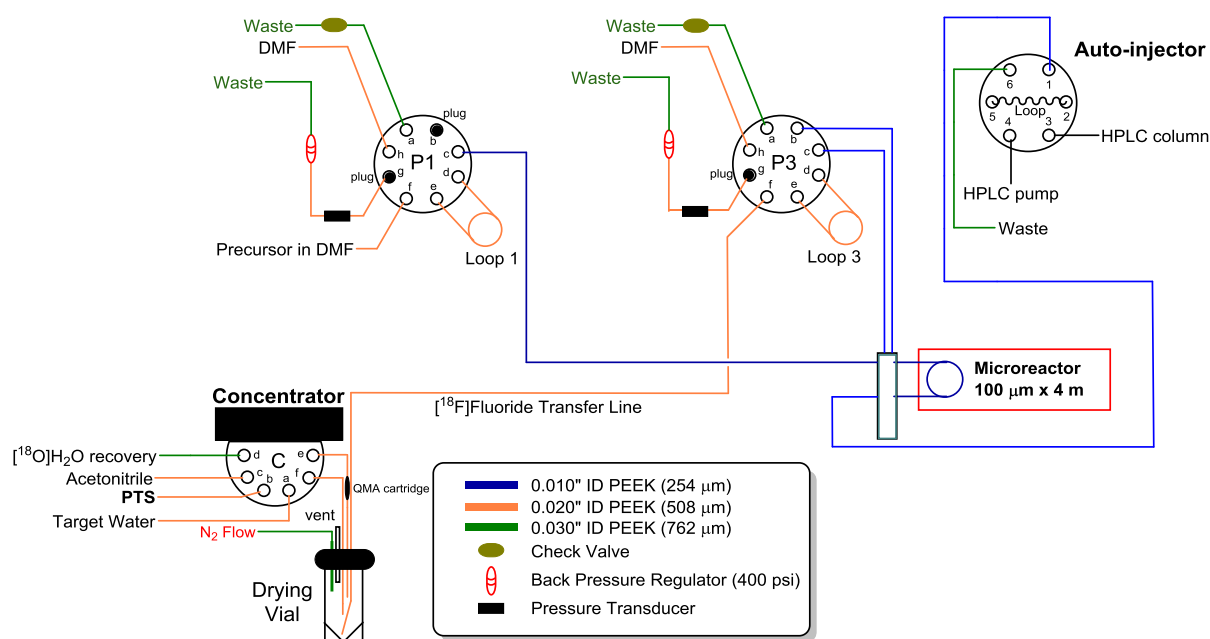 Waste
DMF
Waste
plug
a
b
h
P1
c
plug
g
d
f
e
Precursor in DMF
Loop 1
Waste
DMF
Waste
a
b
h
P3
c
plug
g
d
f
e
Loop 3
Auto-injector
6
1
5
Loop
2
4
3
HPLC column
HPLC pump
Waste
Microreactor
100 μm x 4 m
[18F]Fluoride Transfer Line
Concentrator
[18O]H2O recovery
d
C
e
Acetonitrile
c
b
a
f
PTS
QMA cartridge
Target Water
vent
N2 Flow
Drying
Vial
0.010" ID PEEK (254 μm)
0.020" ID PEEK (508 μm)
0.030" ID PEEK (762 μm)
Check Valve
Back Pressure Regulator (400 psi)
Pressure Transducer